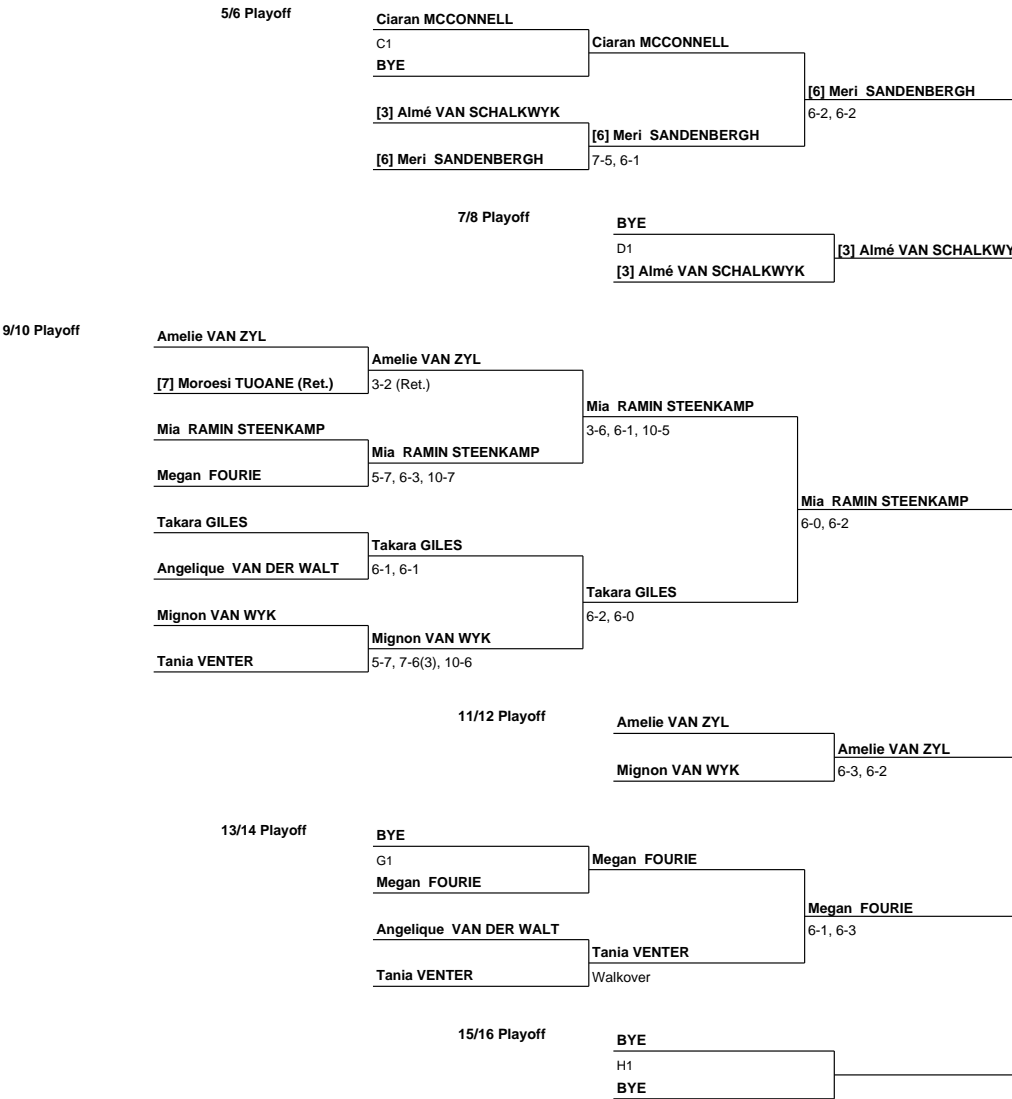 5/6 Playoff
Ciaran MCCONNELL
C1
Ciaran MCCONNELL
BYE
[6] Meri SANDENBERGH
6-2, 6-2
[3] Almé VAN SCHALKWYK
[6] Meri SANDENBERGH
[6] Meri SANDENBERGH
7-5, 6-1
7/8 Playoff
BYE
D1
[3] Almé VAN SCHALKWY
[3] Almé VAN SCHALKWYK
9/10 Playoff
Amelie VAN ZYL
Amelie VAN ZYL
[7] Moroesi TUOANE (Ret.)
3-2 (Ret.)
Mia RAMIN STEENKAMP
3-6, 6-1, 10-5
Mia RAMIN STEENKAMP
Mia RAMIN STEENKAMP
Megan FOURIE
5-7, 6-3, 10-7
Mia RAMIN STEENKAMP
6-0, 6-2
Takara GILES
Takara GILES
Angelique VAN DER WALT
6-1, 6-1
Takara GILES
6-2, 6-0
Mignon VAN WYK
Mignon VAN WYK
Tania VENTER
5-7, 7-6(3), 10-6
11/12 Playoff
Amelie VAN ZYL
Amelie VAN ZYL
Mignon VAN WYK
6-3, 6-2
13/14 Playoff
BYE
G1
Megan FOURIE
Megan FOURIE
Megan FOURIE
6-1, 6-3
Angelique VAN DER WALT
Tania VENTER
Tania VENTER
Walkover
15/16 Playoff
BYE
H1
BYE